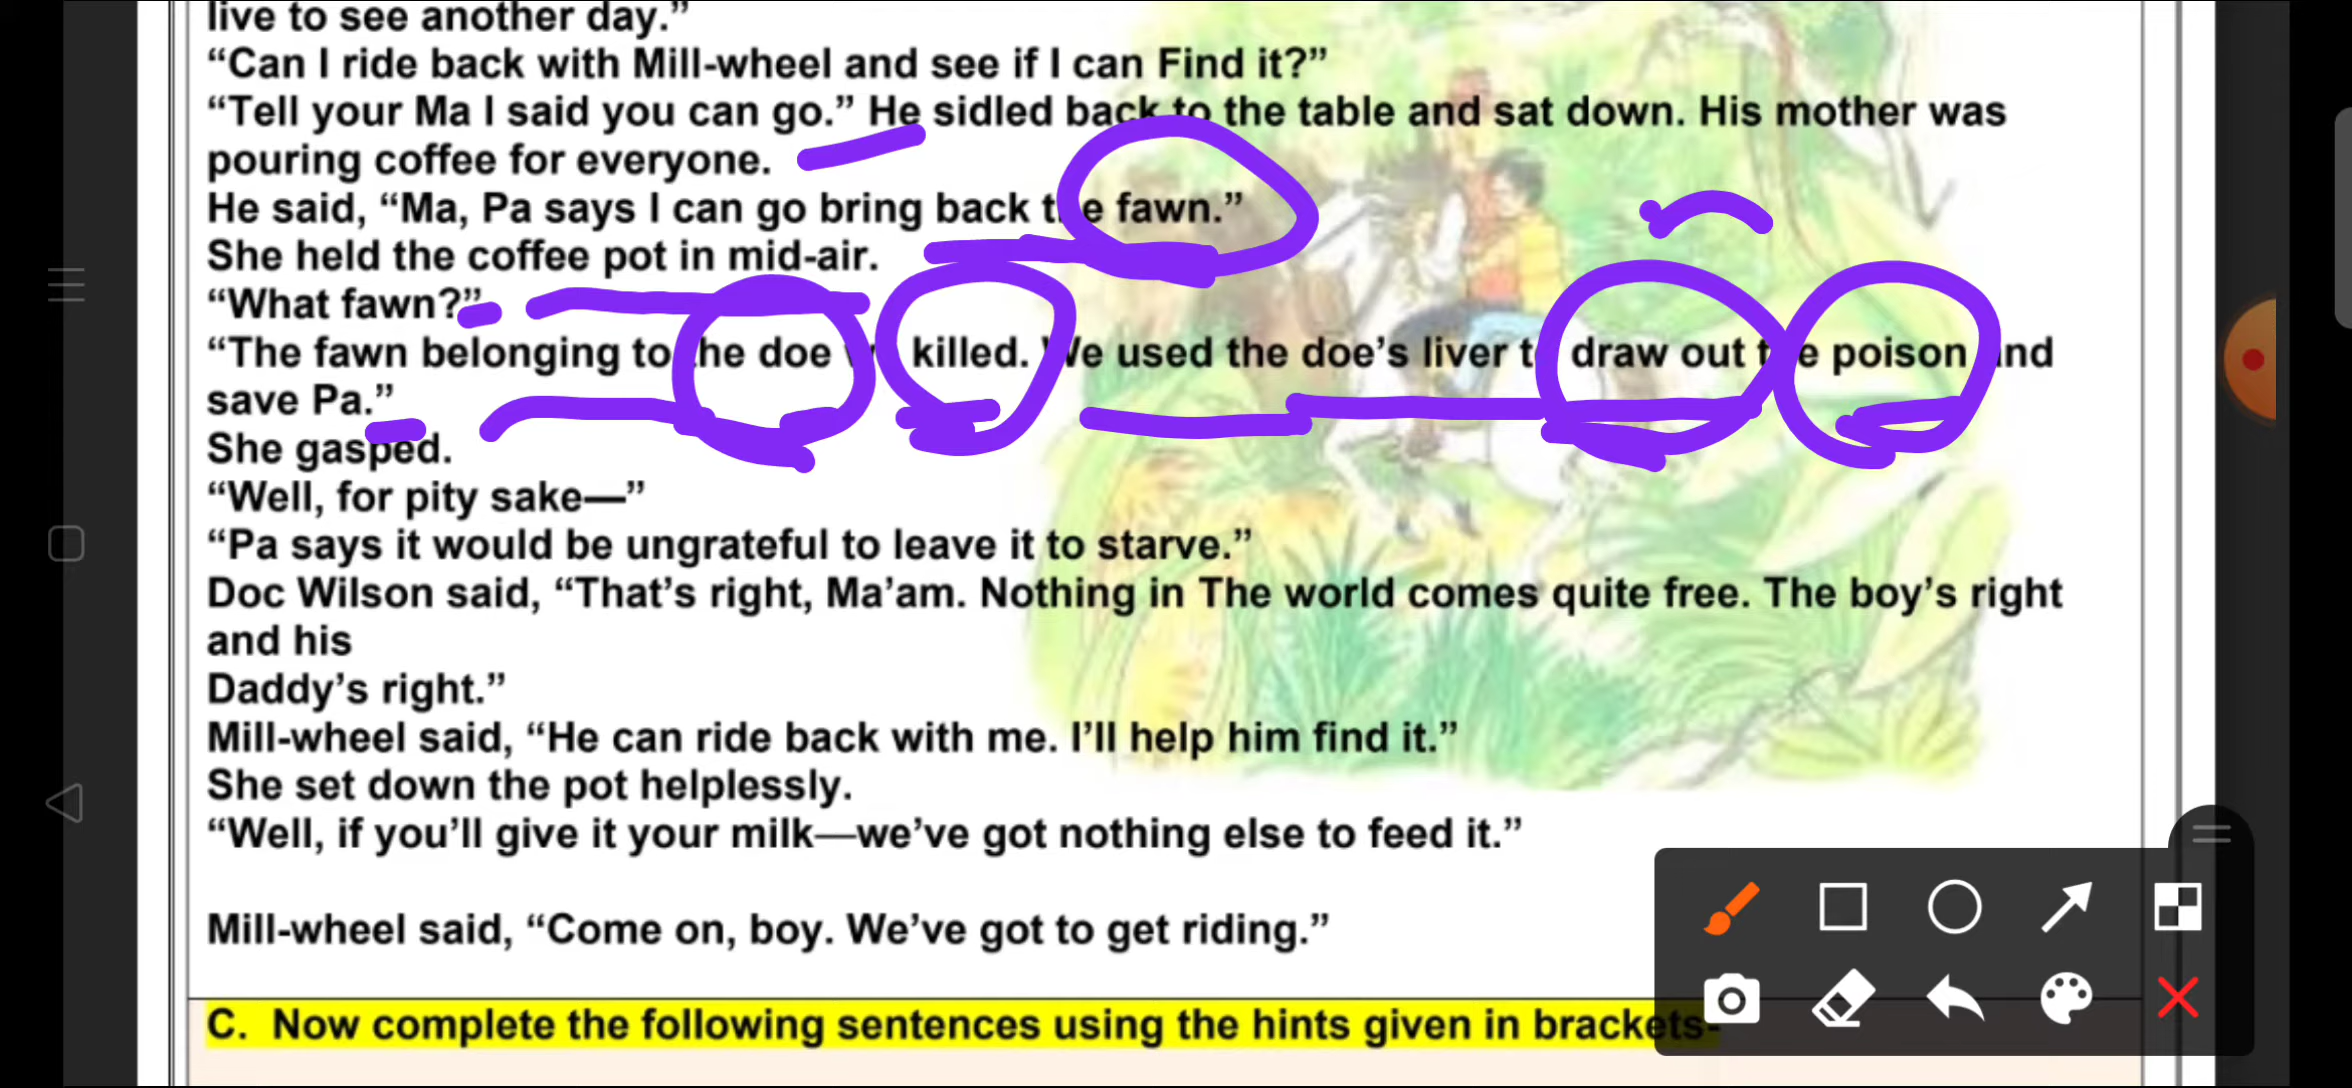 live to see another day.”
“Can I ride back with Mill-wheel and see if I can Find it?”
“Tell your Ma I said you can go.” He sidled back to the table and sat down. His mother was
pouring coffee for everyone.
He said, “Ma, Pa says I can go bring back the fawn.”
She held the coffee pot in mid-air.
“What fawn?”
“The fawn belonging to the doe killed. We used the doe’s liver to draw out the poison and
save Pa.”
She gasped.
“Well, for pity sake—”
“Pa says it would be ungrateful to leave it to starve.”
Doc Wilson said, “That’s right, Ma’am. Nothing in The world comes quite free. The boy’s right
and his
Daddy’s right.”
Mill-wheel said, “He can ride back with me. I’ll help him find it.”
She set down the pot helplessly.
“Well, if you’ll give it your milk—we’ve got nothing else to feed it.”
Mill-wheel said, “Come on, boy. We’ve got to get riding.”
C. Now complete the following sentences using the hints given in brackets-